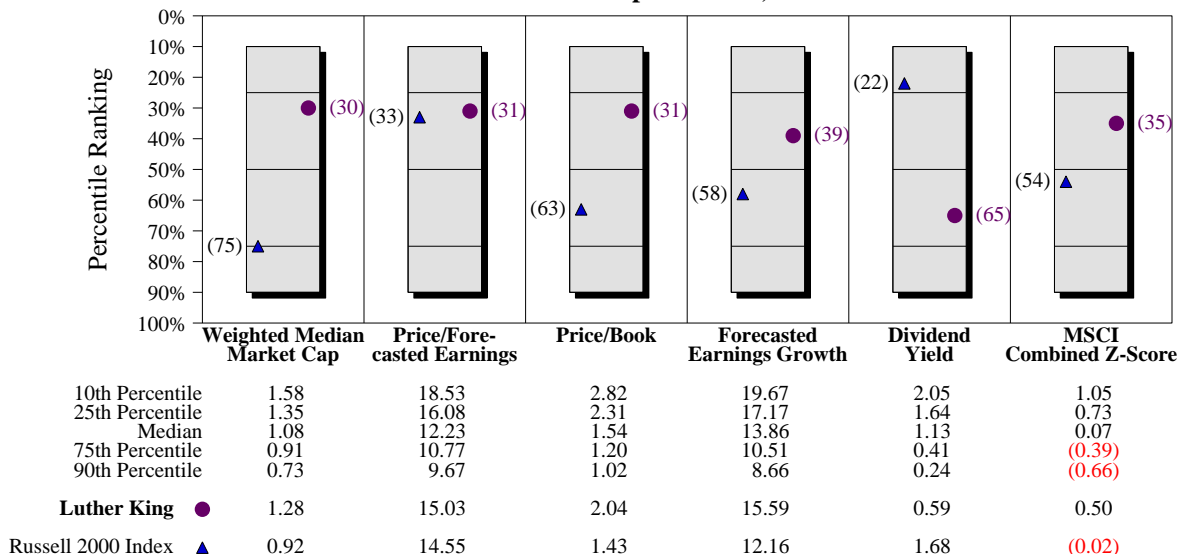 0%
10%
20%
30%
40%
50%
60%
70%
80%
90%
100%
Percentile Ranking
(75) (30)
(33) (31)
(63) (31)
(58) (39)
(22) (65)
(54) (35)
Weighted Median
Market Cap
Price/Fore-
casted Earnings
Price/Book
Forecasted
Earnings Growth
Dividend
Yield
MSCI
Combined Z-Score
10th Percentile 1.58 18.53 2.82 19.67 2.05 1.05
25th Percentile 1.35 16.08 2.31 17.17 1.64 0.73
Median 1.08 12.23 1.54 13.86 1.13 0.07
75th Percentile 0.91 10.77 1.20 10.51 0.41 (0.39)
90th Percentile 0.73 9.67 1.02 8.66 0.24 (0.66)
Luther King 1.28 15.03 2.04 15.59 0.59 0.50
Russell 2000 Index 0.92 14.55 1.43 12.16 1.68 (0.02)